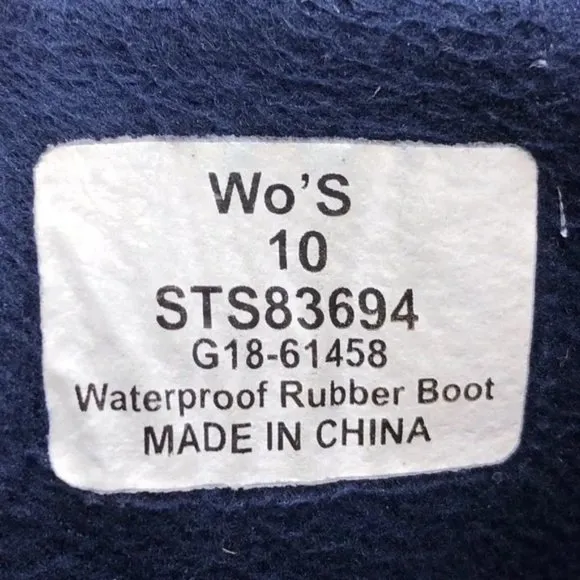 Wo'S
10
STS83694
G18-61458
Waterproof Rubber Boot
MADE IN CHINA